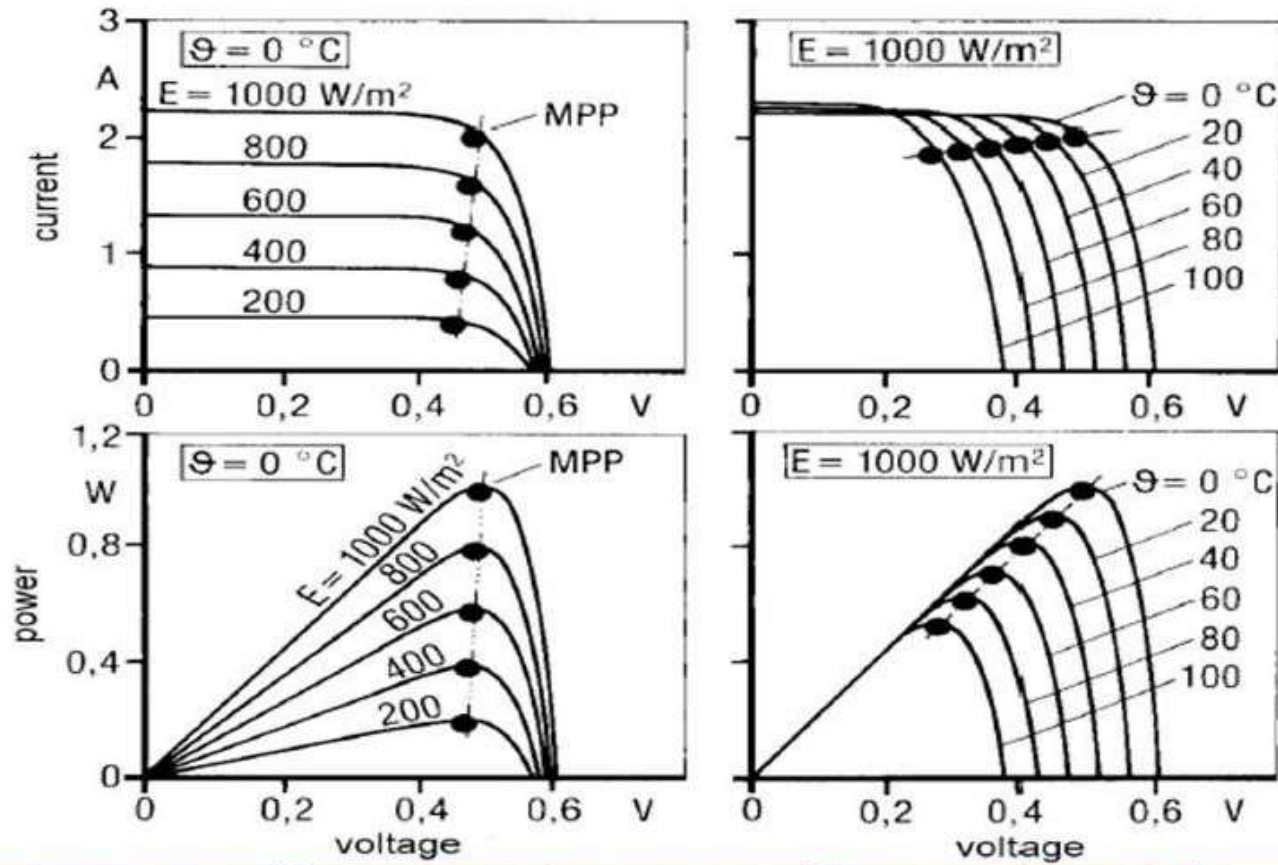 3
A
2
1
0
current
ϑ = 0 °C
E = 1000 W/m²
MPP
800
600
400
200
0 0,2 0,4 0,6 V
E = 1000 W/m²
ϑ = 0 °C
20
40
60
80
100
0 0,2 0,4 0,6 V
1,2
W
0,8
0,4
0
power
ϑ = 0 °C
MPP
E = 1000 W/m²
800
600
400
200
0 0,2 0,4 0,6 V
voltage
E = 1000 W/m²
ϑ = 0 °C
20
40
60
80
100
0 0,2 0,4 0,6 V
voltage